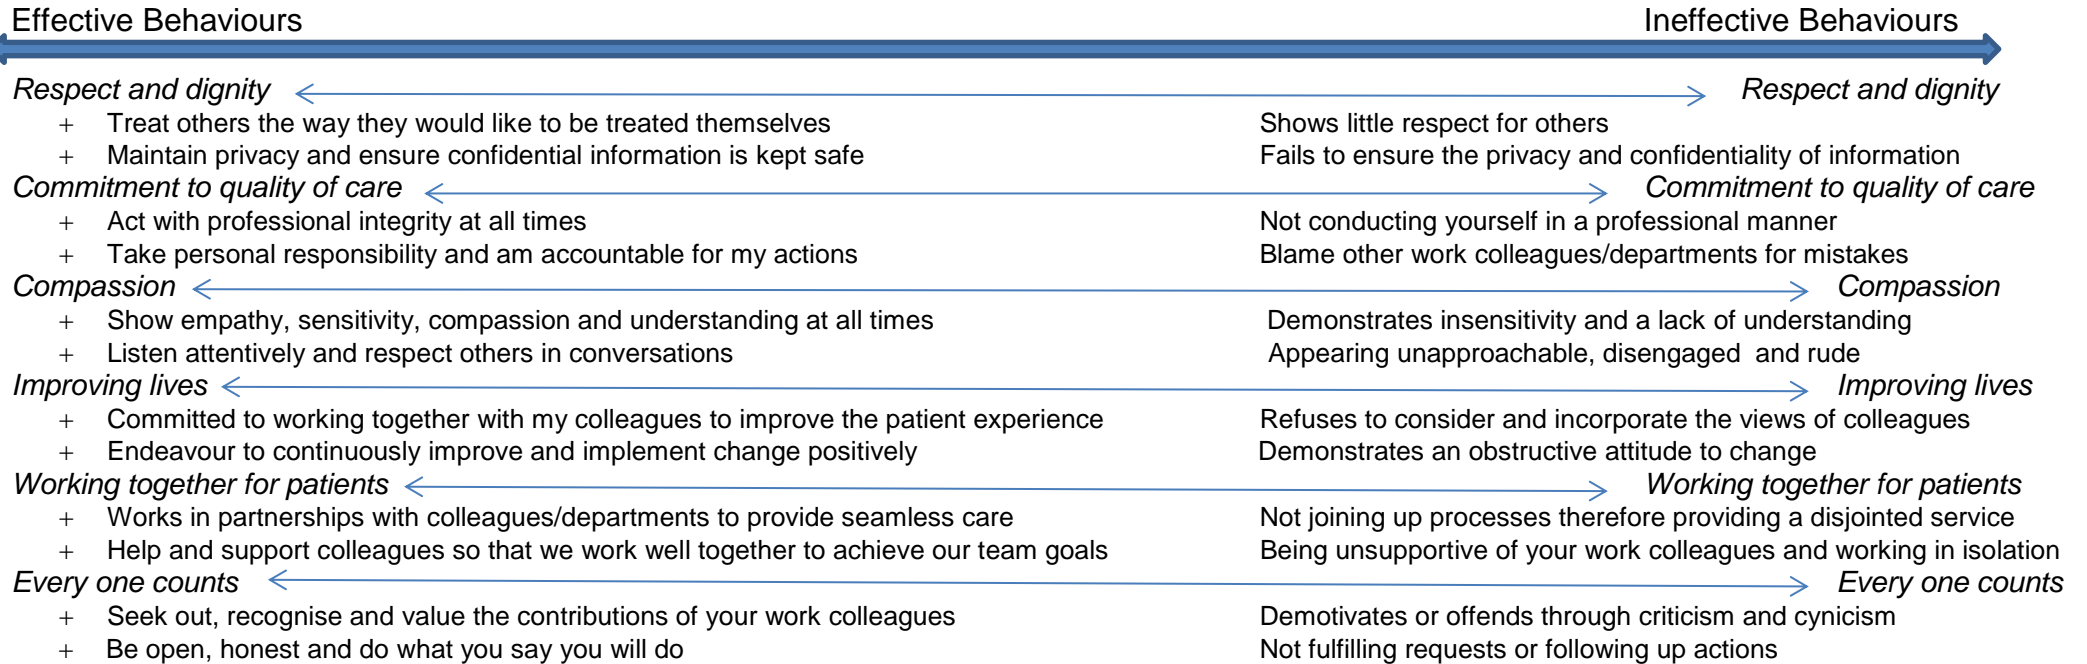 Effective Behaviours Ineffective Behaviours
Respect and dignity Respect and dignity
+ Treat others the way they would like to be treated themselves Shows little respect for others
+ Maintain privacy and ensure confidential information is kept safe Fails to ensure the privacy and confidentiality of information
Commitment to quality of care Commitment to quality of care
+ Act with professional integrity at all times Not conducting yourself in a professional manner
+ Take personal responsibility and am accountable for my actions Blame other work colleagues/departments for mistakes
Compassion Compassion
+ Show empathy, sensitivity, compassion and understanding at all times Demonstrates insensitivity and a lack of understanding
+ Listen attentively and respect others in conversations Appearing unapproachable, disengaged and rude
Improving lives Improving lives
+ Committed to working together with my colleagues to improve the patient experience Refuses to consider and incorporate the views of colleagues
+ Endeavour to continuously improve and implement change positively Demonstrates an obstructive attitude to change
Working together for patients Working together for patients
+ Works in partnerships with colleagues/departments to provide seamless care Not joining up processes therefore providing a disjointed service
+ Help and support colleagues so that we work well together to achieve our team goals Being unsupportive of your work colleagues and working in isolation
Every one counts Every one counts
+ Seek out, recognise and value the contributions of your work colleagues Demotivates or offends through criticism and cynicism
+ Be open, honest and do what you say you will do Not fulfilling requests or following up actions